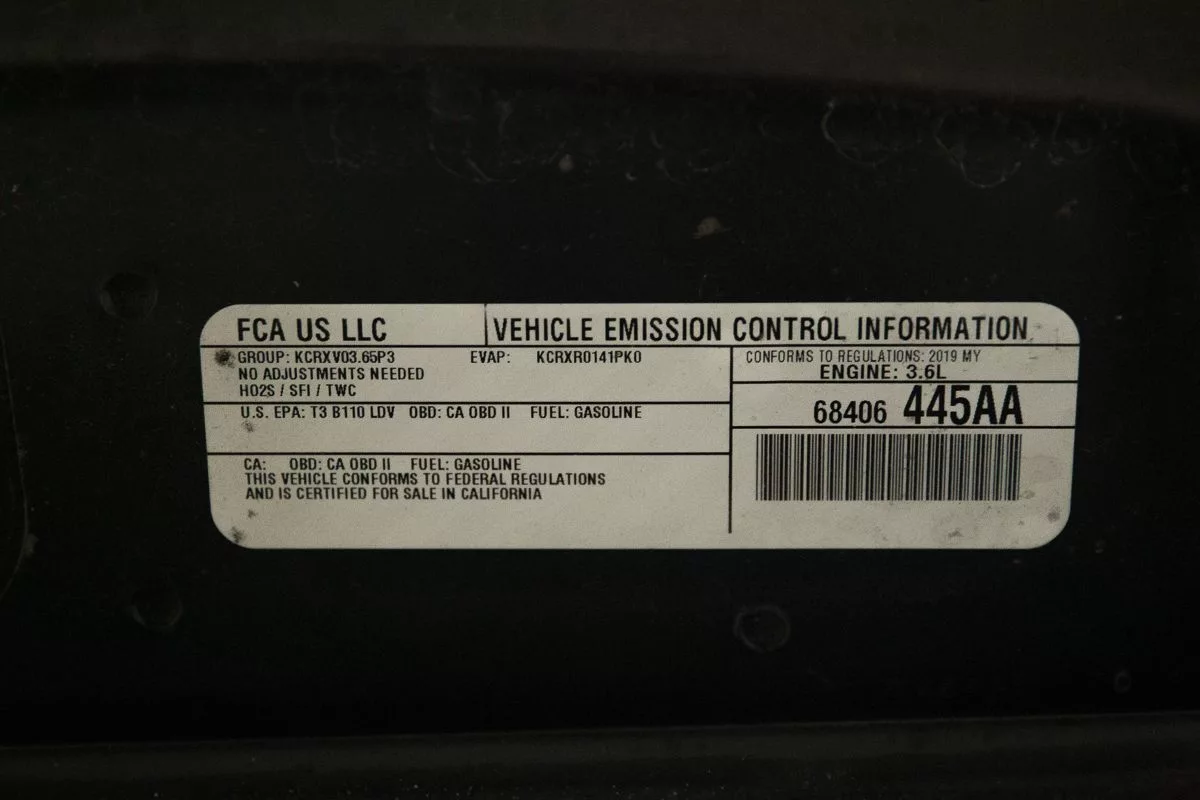 FCA US LLC
VEHICLE EMISSION CONTROL INFORMATION
GROUP: KCRXV03.65P3 EVAP: KCRXR0141PK0
NO ADJUSTMENTS NEEDED
HO2S / SFI / TWC
U.S. EPA: T3 B110 LDV OBD: CA OBD II FUEL: GASOLINE
CA: OBD: CA OBD II FUEL: GASOLINE
THIS VEHICLE CONFORMS TO FEDERAL REGULATIONS
AND IS CERTIFIED FOR SALE IN CALIFORNIA
CONFORMS TO REGULATIONS: 2019 MY
ENGINE: 3.6L
68406 445AA